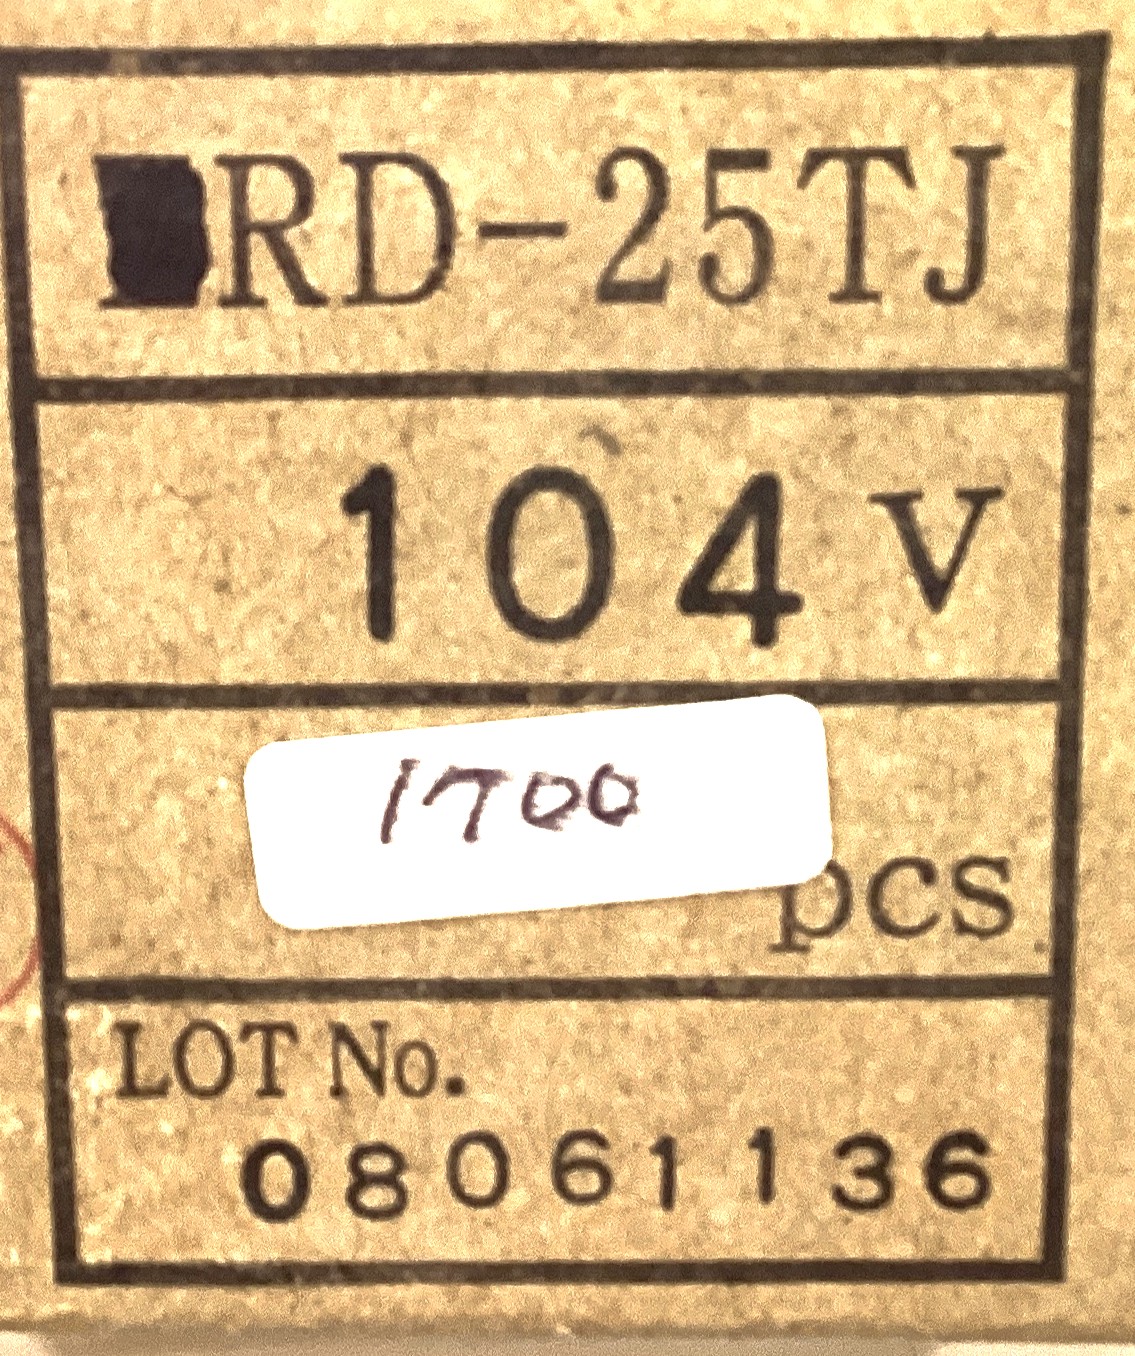 RD-25TJ
104 V
1700
pcs
LOT No.
08061136